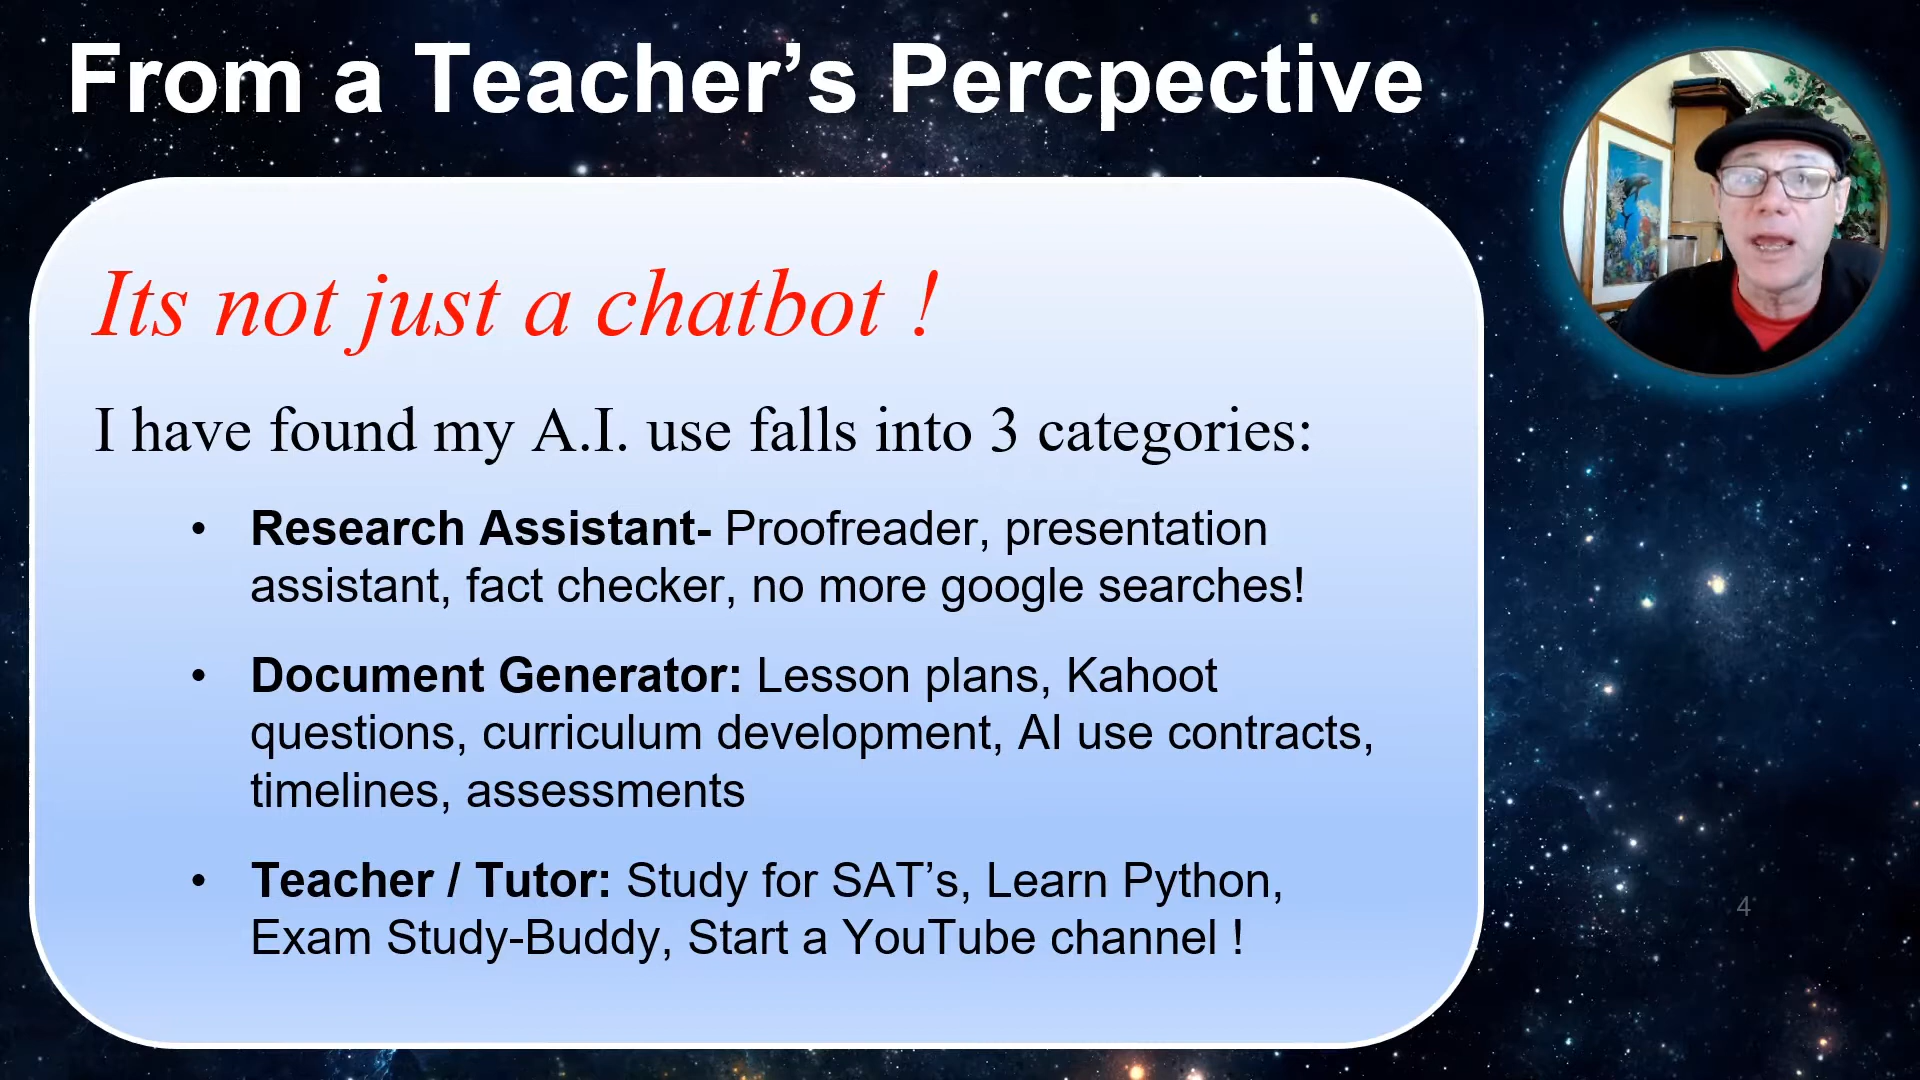 From a Teacher’s Percpective
Its not just a chatbot !
I have found my A.I. use falls into 3 categories:
• Research Assistant- Proofreader, presentation
assistant, fact checker, no more google searches!
• Document Generator: Lesson plans, Kahoot
questions, curriculum development, AI use contracts,
timelines, assessments
• Teacher / Tutor: Study for SAT’s, Learn Python,
Exam Study-Buddy, Start a YouTube channel !
4